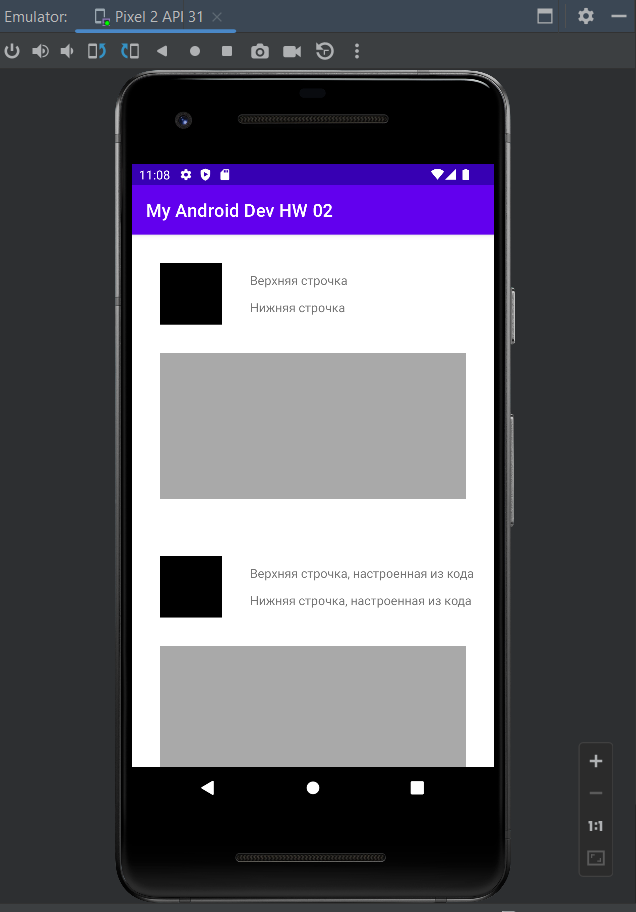 Emulator: Pixel 2 API 31
11:08
My Android Dev HW 02
Верхняя строчка
Нижняя строчка
Верхняя строчка, настроенная из кода
Нижняя строчка, настроенная из кода
1:1